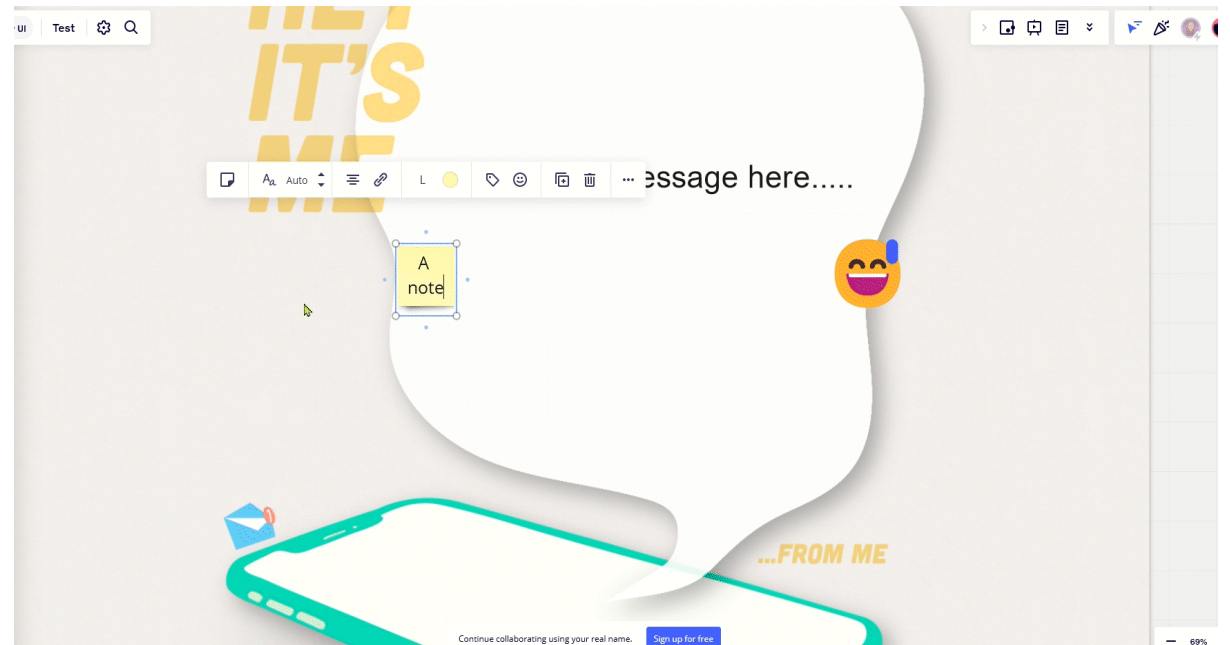 UI Test
HEY
IT'S
ME
Auto
L
essage here.....
A
note
...FROM ME
Continue collaborating using your real name. Sign up for free
69%